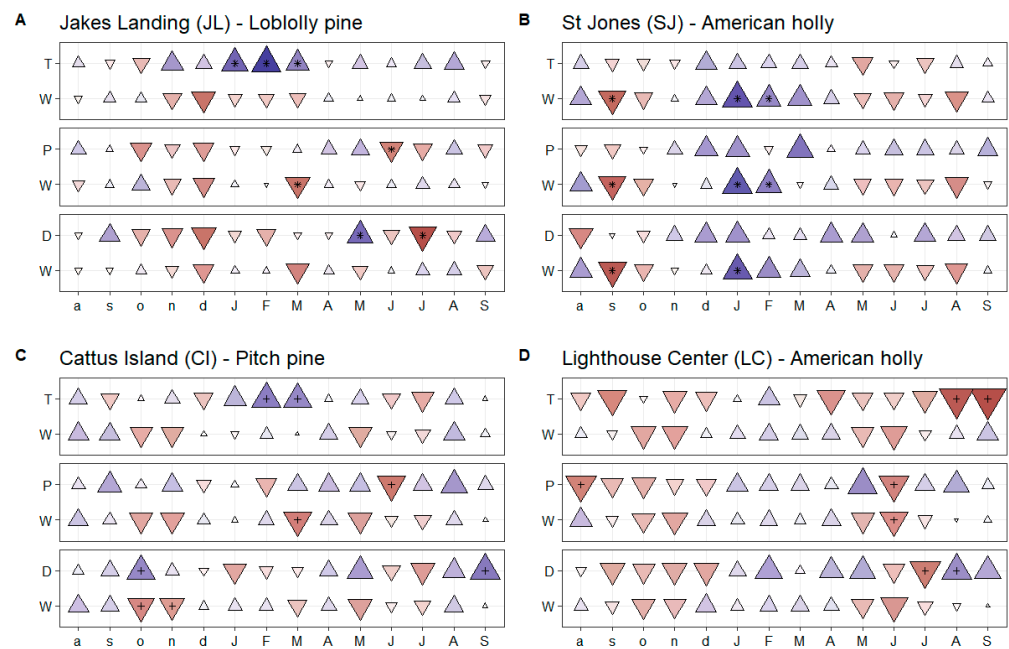 A Jakes Landing (JL) - Loblolly pine
T
W
P
W
D
W
a s o n d J F M A M J J A S
B St Jones (SJ) - American holly
T
W
P
W
D
W
a s o n d J F M A M J J A S
C Cattus Island (CI) - Pitch pine
T
W
P
W
D
W
a s o n d J F M A M J J A S
D Lighthouse Center (LC) - American holly
T
W
P
W
D
W
a s o n d J F M A M J J A S